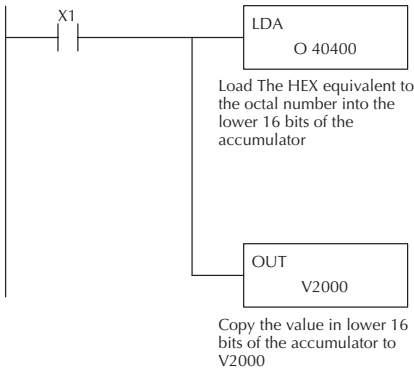 X1
LDA
O 40400
Load The HEX equivalent to
the octal number into the
lower 16 bits of the
accumulator
OUT
V2000
Copy the value in lower 16
bits of the accumulator to
V2000